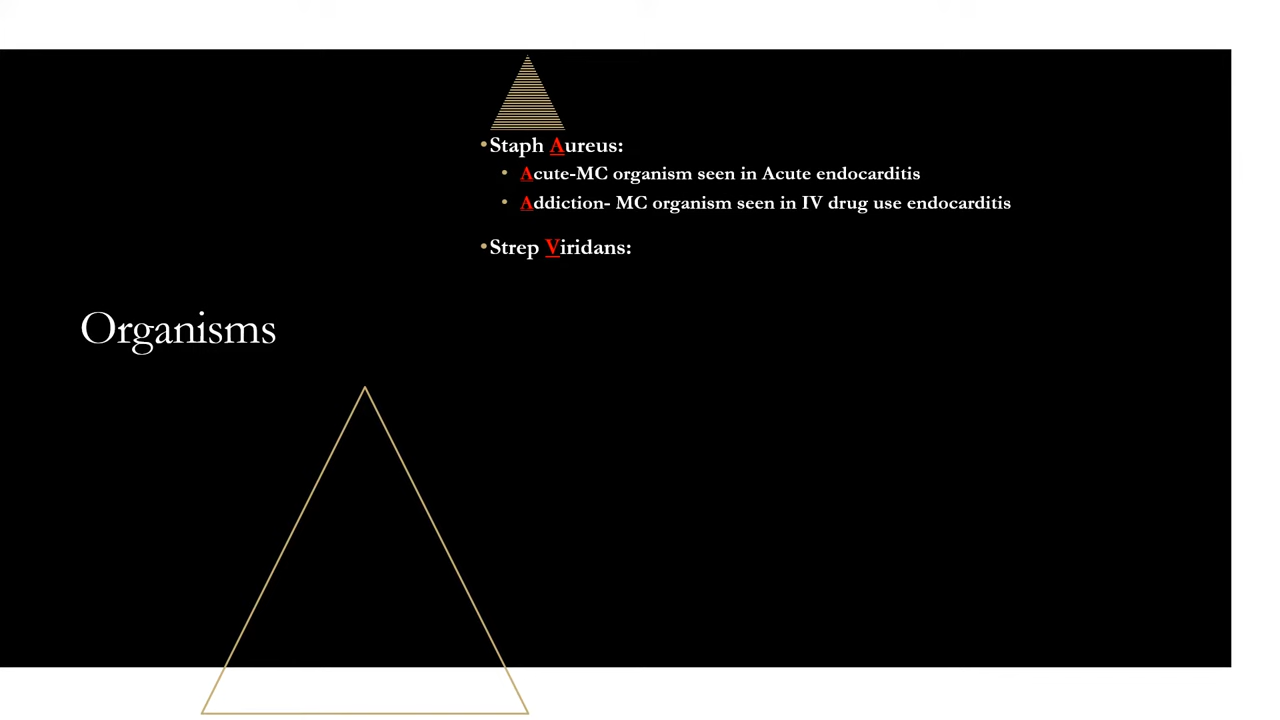 •Staph Aureus:
• Acute-MC organism seen in Acute endocarditis
• Addiction- MC organism seen in IV drug use endocarditis
•Strep Viridans:
Organisms